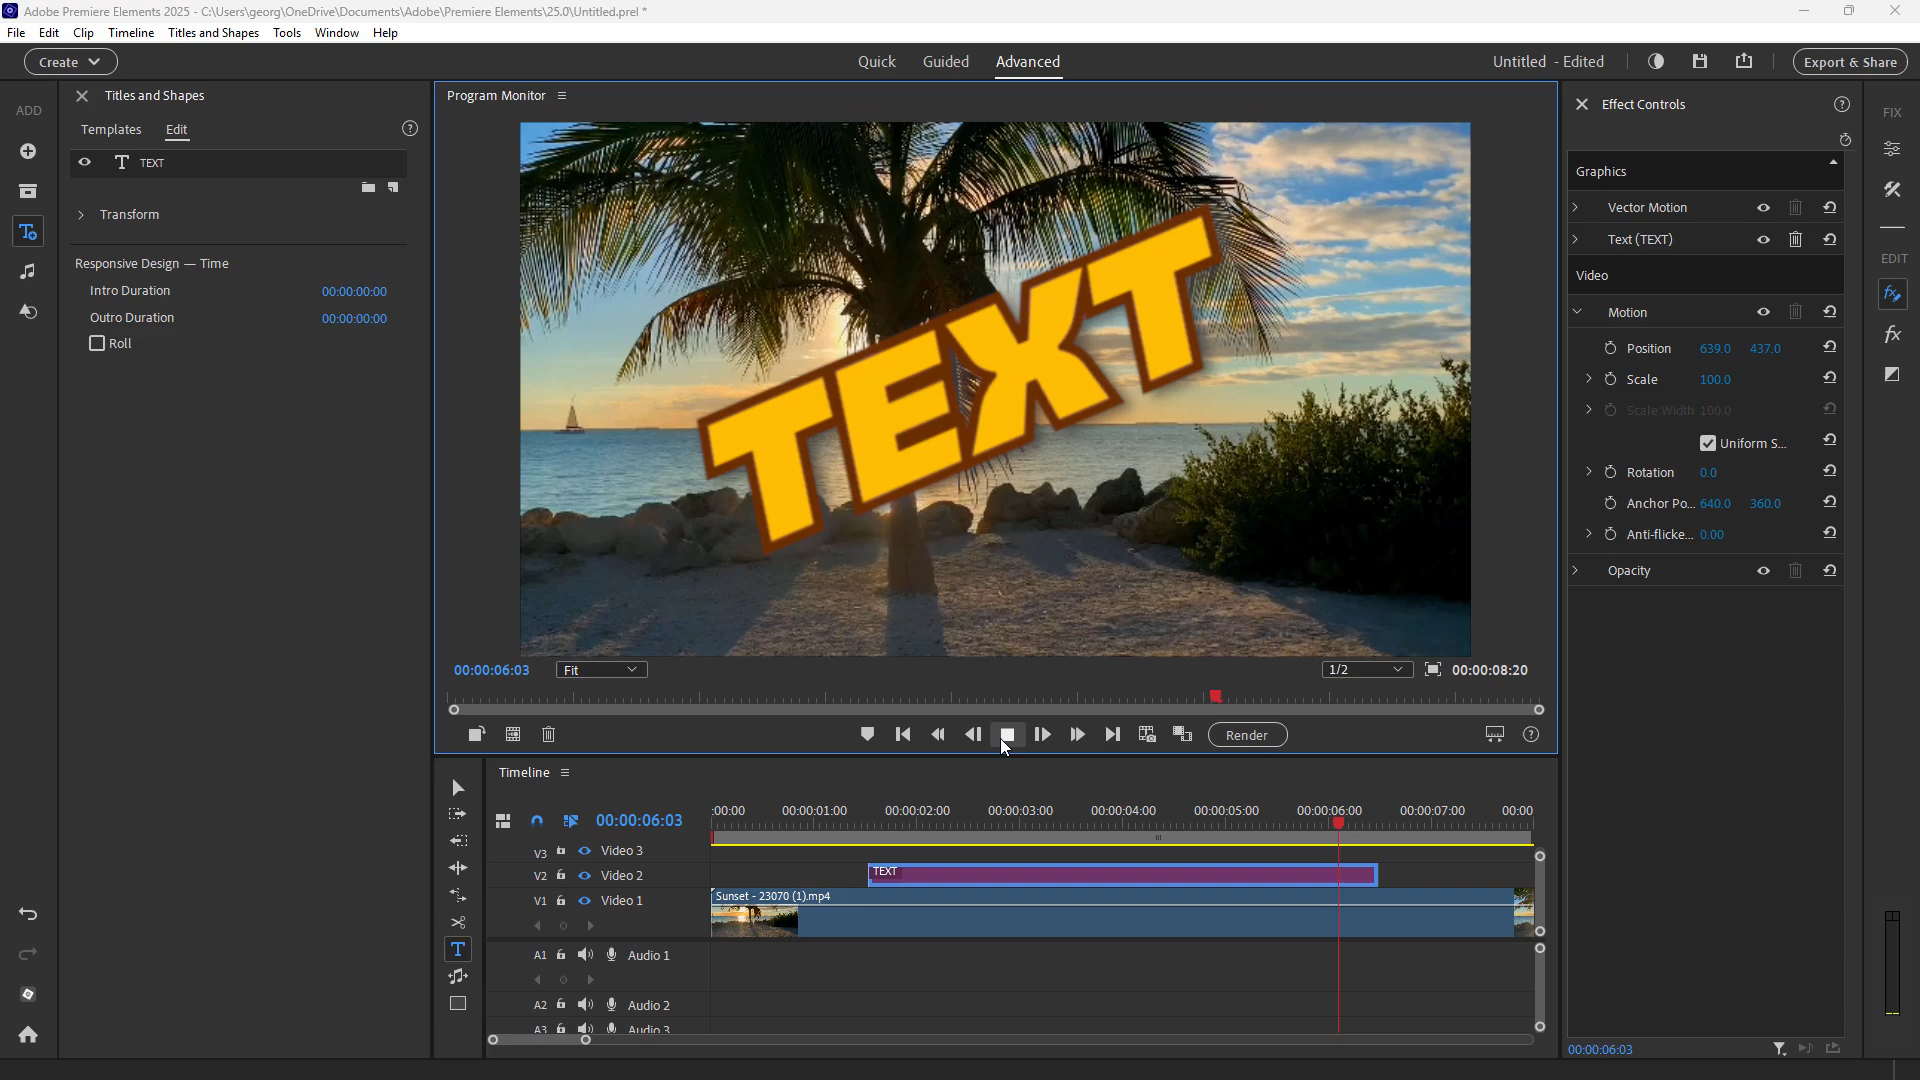 Adobe Premiere Elements 2025 - C:\Users\georg\OneDrive\Documents\Adobe\Premiere Elements\25.0\Untitled.prel *
File Edit Clip Timeline Titles and Shapes Tools Window Help
Create Quick Guided Advanced Untitled - Edited Export & Share
ADD
Titles and Shapes
Templates Edit
TEXT
Transform
Responsive Design — Time
Intro Duration 00:00:00:00
Outro Duration 00:00:00:00
Roll
Program Monitor
TEXT
00:00:06:03 Fit 1/2 00:00:08:20
Render
Timeline
00:00:06:03
:00:00 00:00:01:00 00:00:02:00 00:00:03:00 00:00:04:00 00:00:05:00 00:00:06:00 00:00:07:00 00:00
V3 Video 3
V2 Video 2 TEXT
V1 Video 1 Sunset - 23070 (1).mp4
A1 Audio 1
A2 Audio 2
A3 Audio 3
Effect Controls
Graphics
Vector Motion
Text (TEXT)
Video
Motion
Position 639.0 437.0
Scale 100.0
Scale Width 100.0
Uniform S...
Rotation 0.0
Anchor Po... 640.0 360.0
Anti-flicke... 0.00
Opacity
00:00:06:03
FIX
EDIT
fx